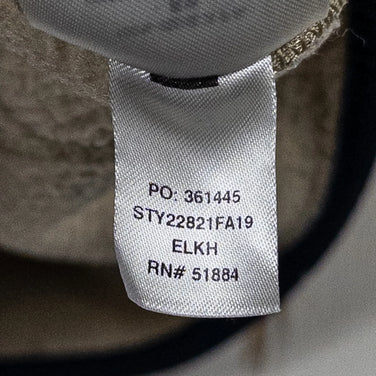 PO: 361445
STY22821FA19
ELKH
RN# 51884